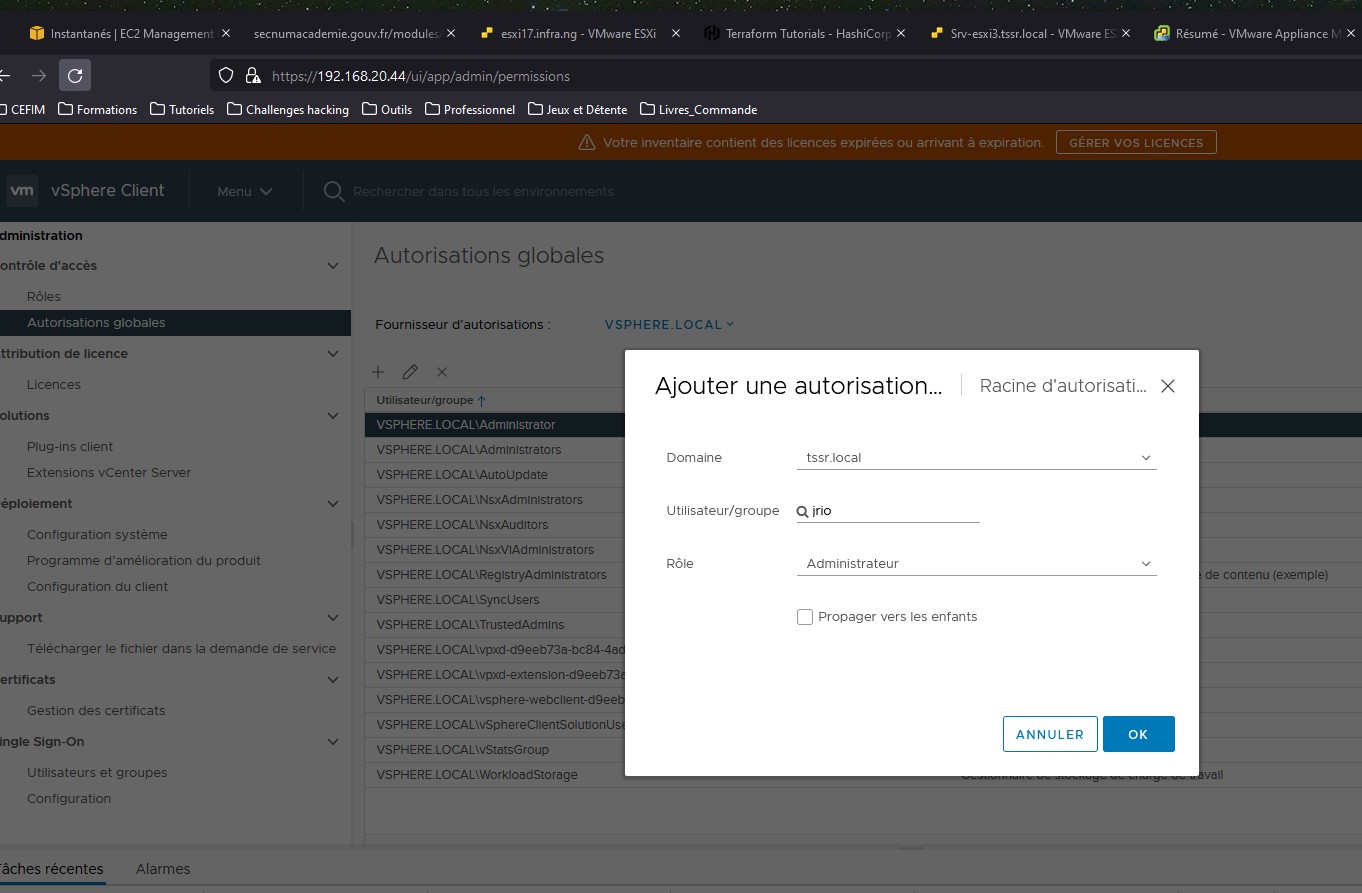 Instantanés | EC2 Management
secnumacademie.gouv.fr/modules/
esxi17.infra.ng - VMware ESXi
Terraform Tutorials - HashiCorp
Srv-esxi3.tssr.local - VMware ES
Résumé - VMware Appliance M
https://192.168.20.44/ui/app/admin/permissions
CEFIM Formations Tutoriels Challenges hacking Outils Professionnel Jeux et Détente Livres_Commande
Votre inventaire contient des licences expirées ou arrivant à expiration. GÉRER VOS LICENCES
vm vSphere Client Menu Rechercher dans tous les environnements
dministration
ontrôle d'accès
Rôles
Autorisations globales
ttribution de licence
Licences
olutions
Plug-ins client
Extensions vCenter Server
éploiement
Configuration système
Programme d'amélioration du produit
Configuration du client
upport
Télécharger le fichier dans la demande de service
ertificats
Gestion des certificats
ingle Sign-On
Utilisateurs et groupes
Configuration
Autorisations globales
Fournisseur d'autorisations : VSPHERE.LOCAL
Utilisateur/groupe
VSPHERE.LOCAL\Administrator
VSPHERE.LOCAL\Administrators
VSPHERE.LOCAL\AutoUpdate
VSPHERE.LOCAL\NsxAdministrators
VSPHERE.LOCAL\NsxAuditors
VSPHERE.LOCAL\NsxViAdministrators
VSPHERE.LOCAL\RegistryAdministrators
e de contenu (exemple)
VSPHERE.LOCAL\SyncUsers
VSPHERE.LOCAL\TrustedAdmins
VSPHERE.LOCAL\vpxd-d9eeb73a-bc84-4ad
VSPHERE.LOCAL\vpxd-extension-d9eeb73a
VSPHERE.LOCAL\vsphere-webclient-d9eeb
VSPHERE.LOCAL\vSphereClientSolutionUse
VSPHERE.LOCAL\vStatsGroup
VSPHERE.LOCAL\WorkloadStorage
Gestionnaire de stockage de charge de travail
Ajouter une autorisation... Racine d'autorisati...
Domaine tssr.local
Utilisateur/groupe jrio
Rôle Administrateur
Propager vers les enfants
ANNULER OK
Tâches récentes Alarmes